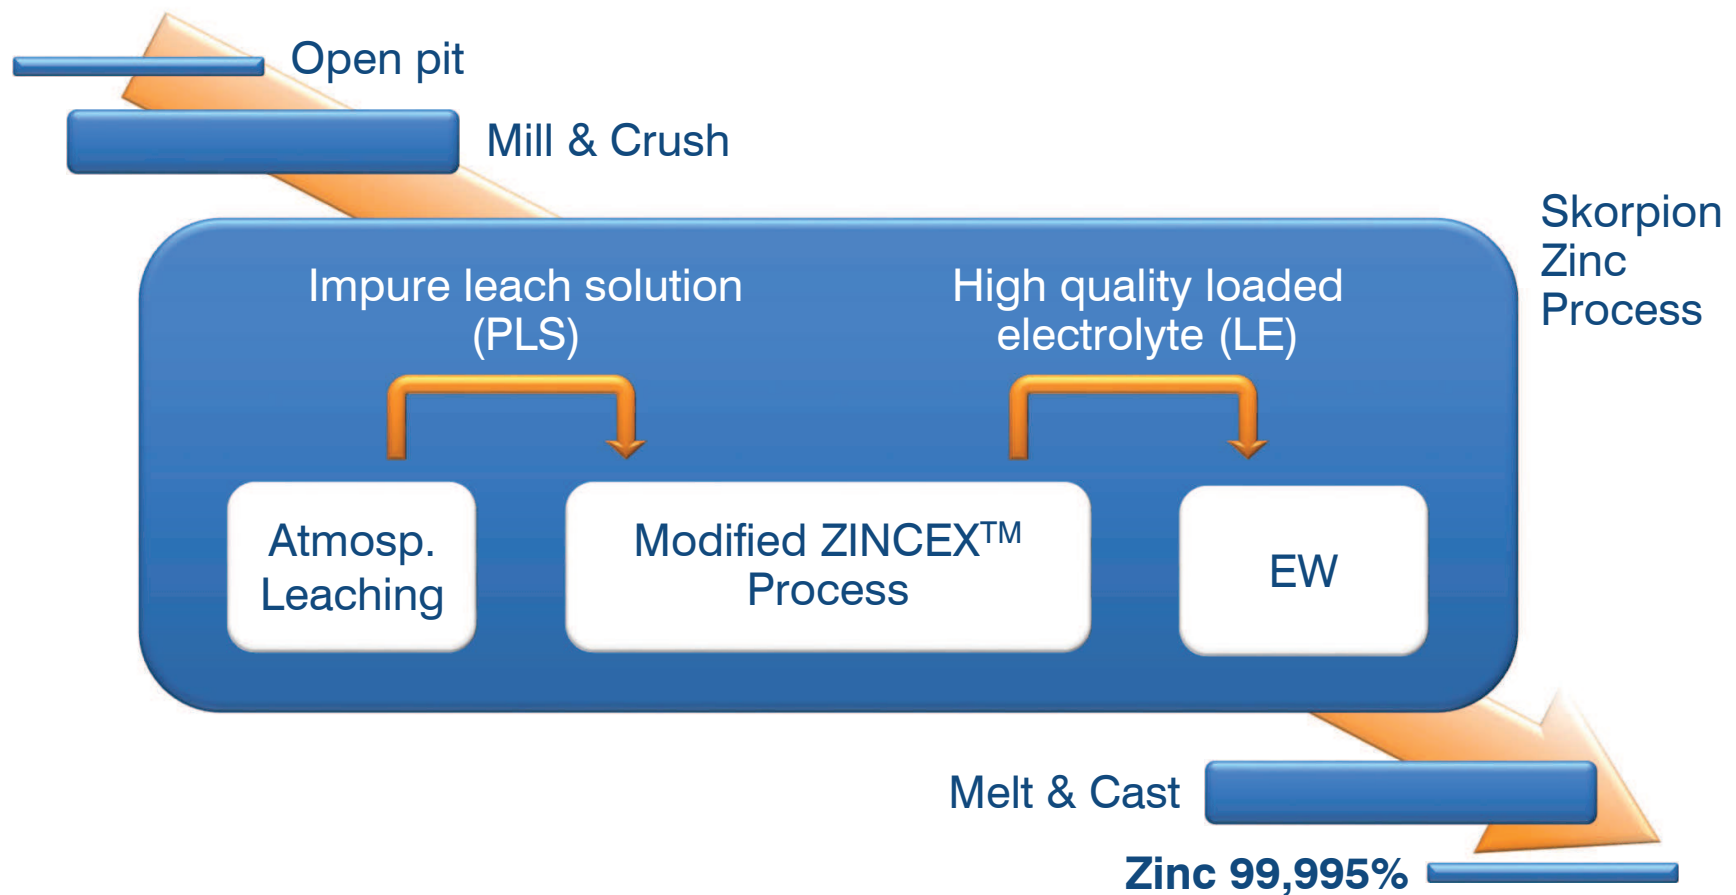 Open pit
Mill & Crush
Skorpion
Zinc
Process
Impure leach solution
(PLS)
High quality loaded
electrolyte (LE)
Atmosp.
Leaching
Modified ZINCEX™
Process
EW
Melt & Cast
Zinc 99,995%